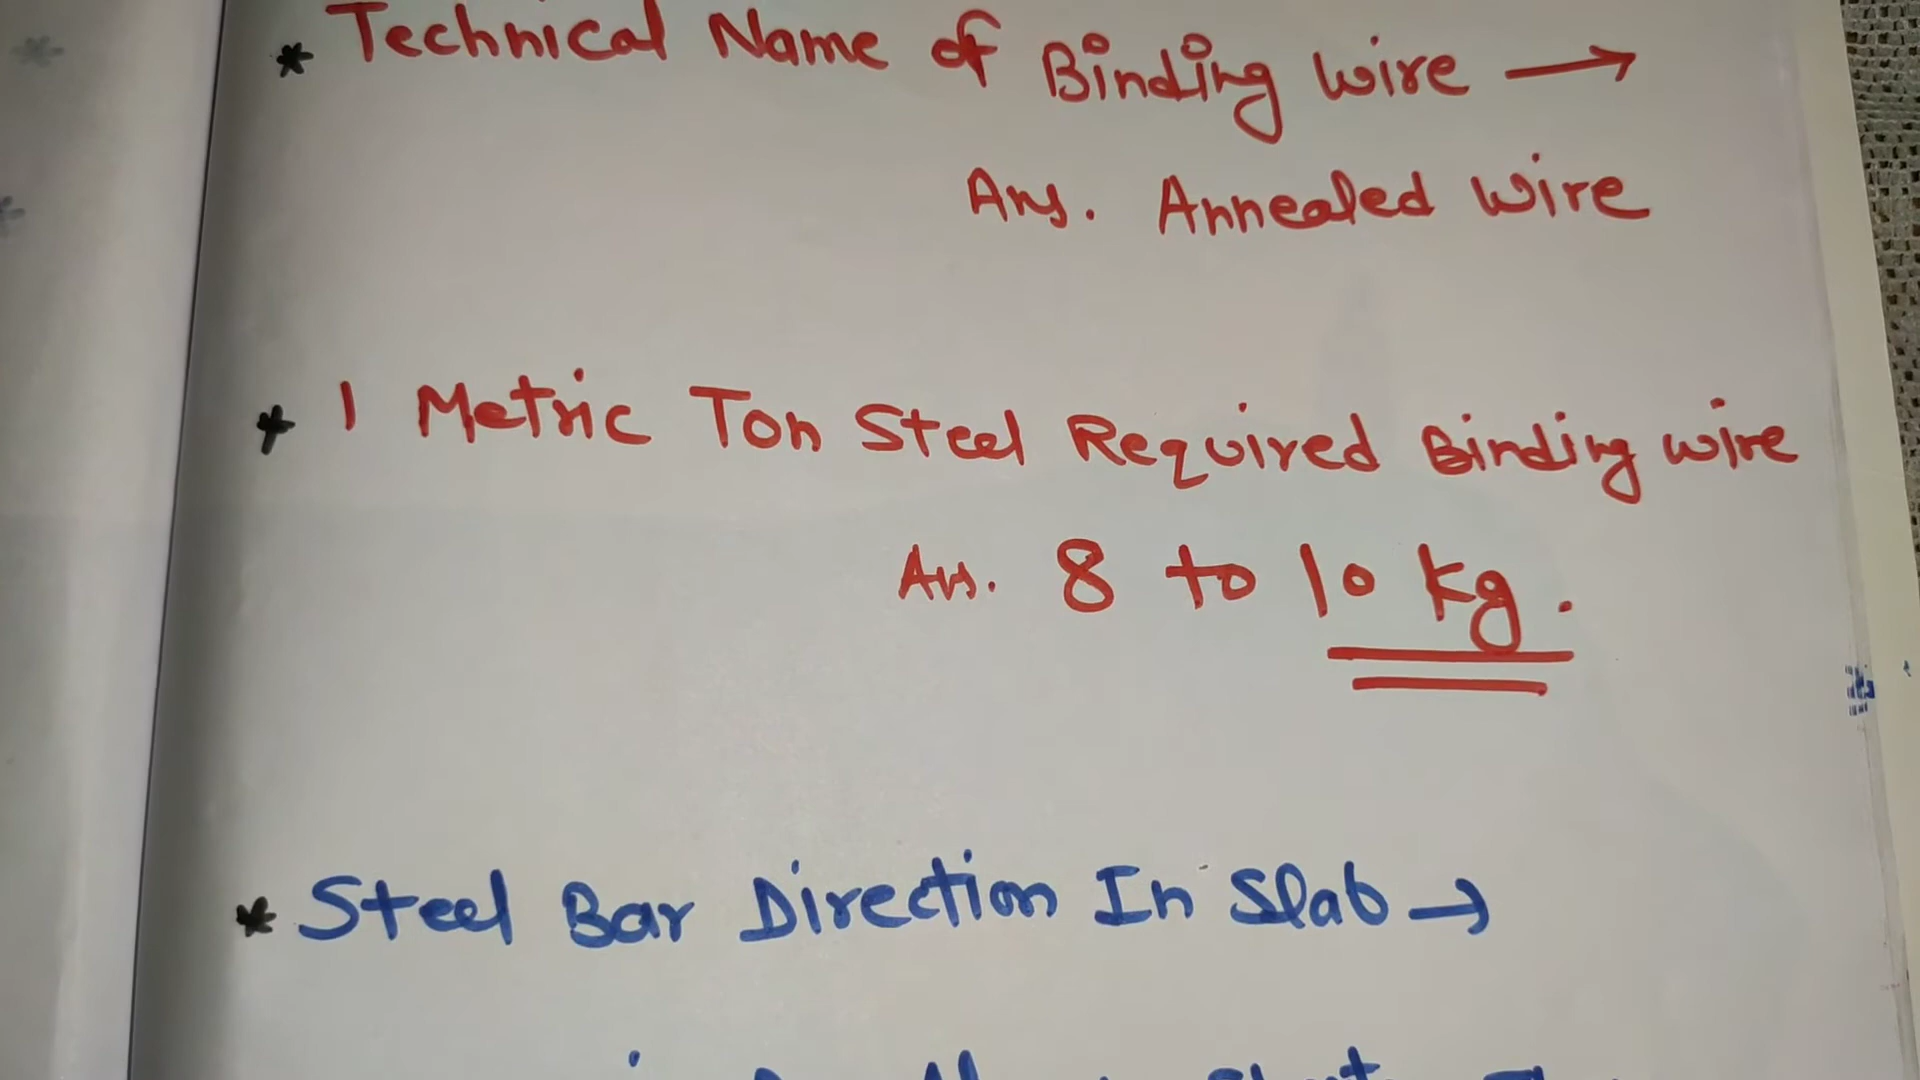 * Technical Name of Binding Wire →
Ans. Annealed Wire
* 1 Metric Ton Steel Required Binding Wire
Ans. 8 to 10 kg.
* Steel Bar Direction In Slab →